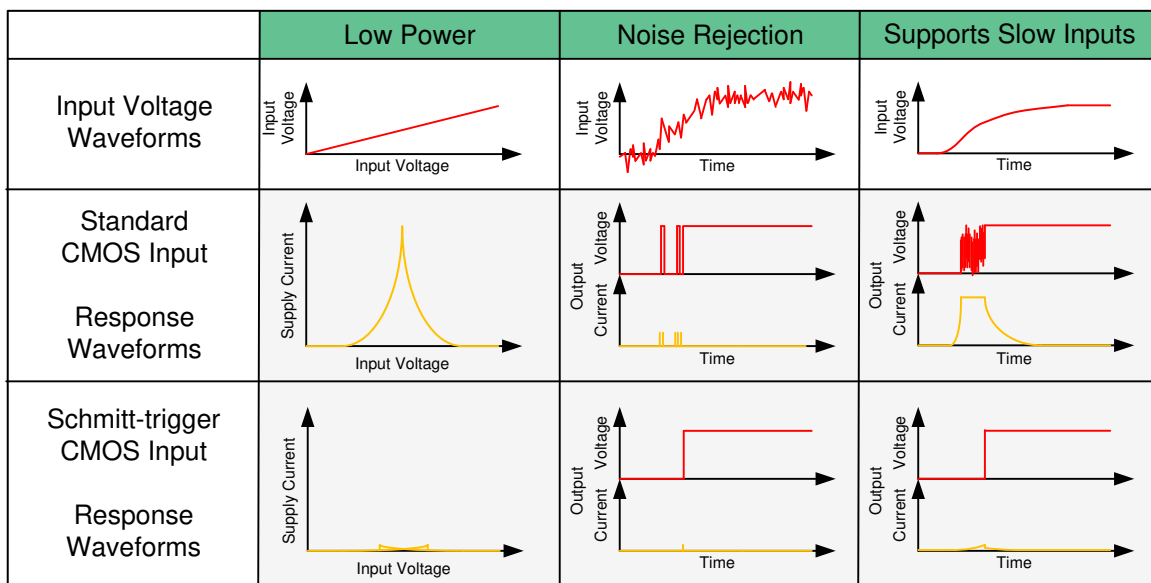 Low Power
Noise Rejection
Supports Slow Inputs
Input Voltage
Waveforms
Input
Voltage
Input Voltage
Input
Voltage
Time
Input
Voltage
Time
Standard
CMOS Input
Response
Waveforms
Supply Current
Input Voltage
Output
Voltage
Current
Time
Output
Voltage
Current
Time
Schmitt-trigger
CMOS Input
Response
Waveforms
Supply Current
Input Voltage
Output
Voltage
Current
Time
Output
Voltage
Current
Time